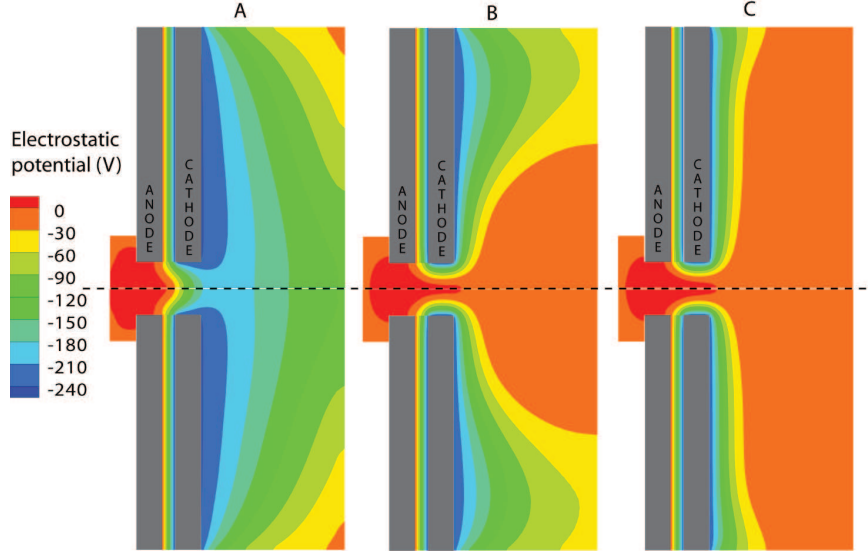 A
B
C
Electrostatic
potential (V)
0
-30
-60
-90
-120
-150
-180
-210
-240
ANODE
CATHODE
ANODE
CATHODE
ANODE
CATHODE